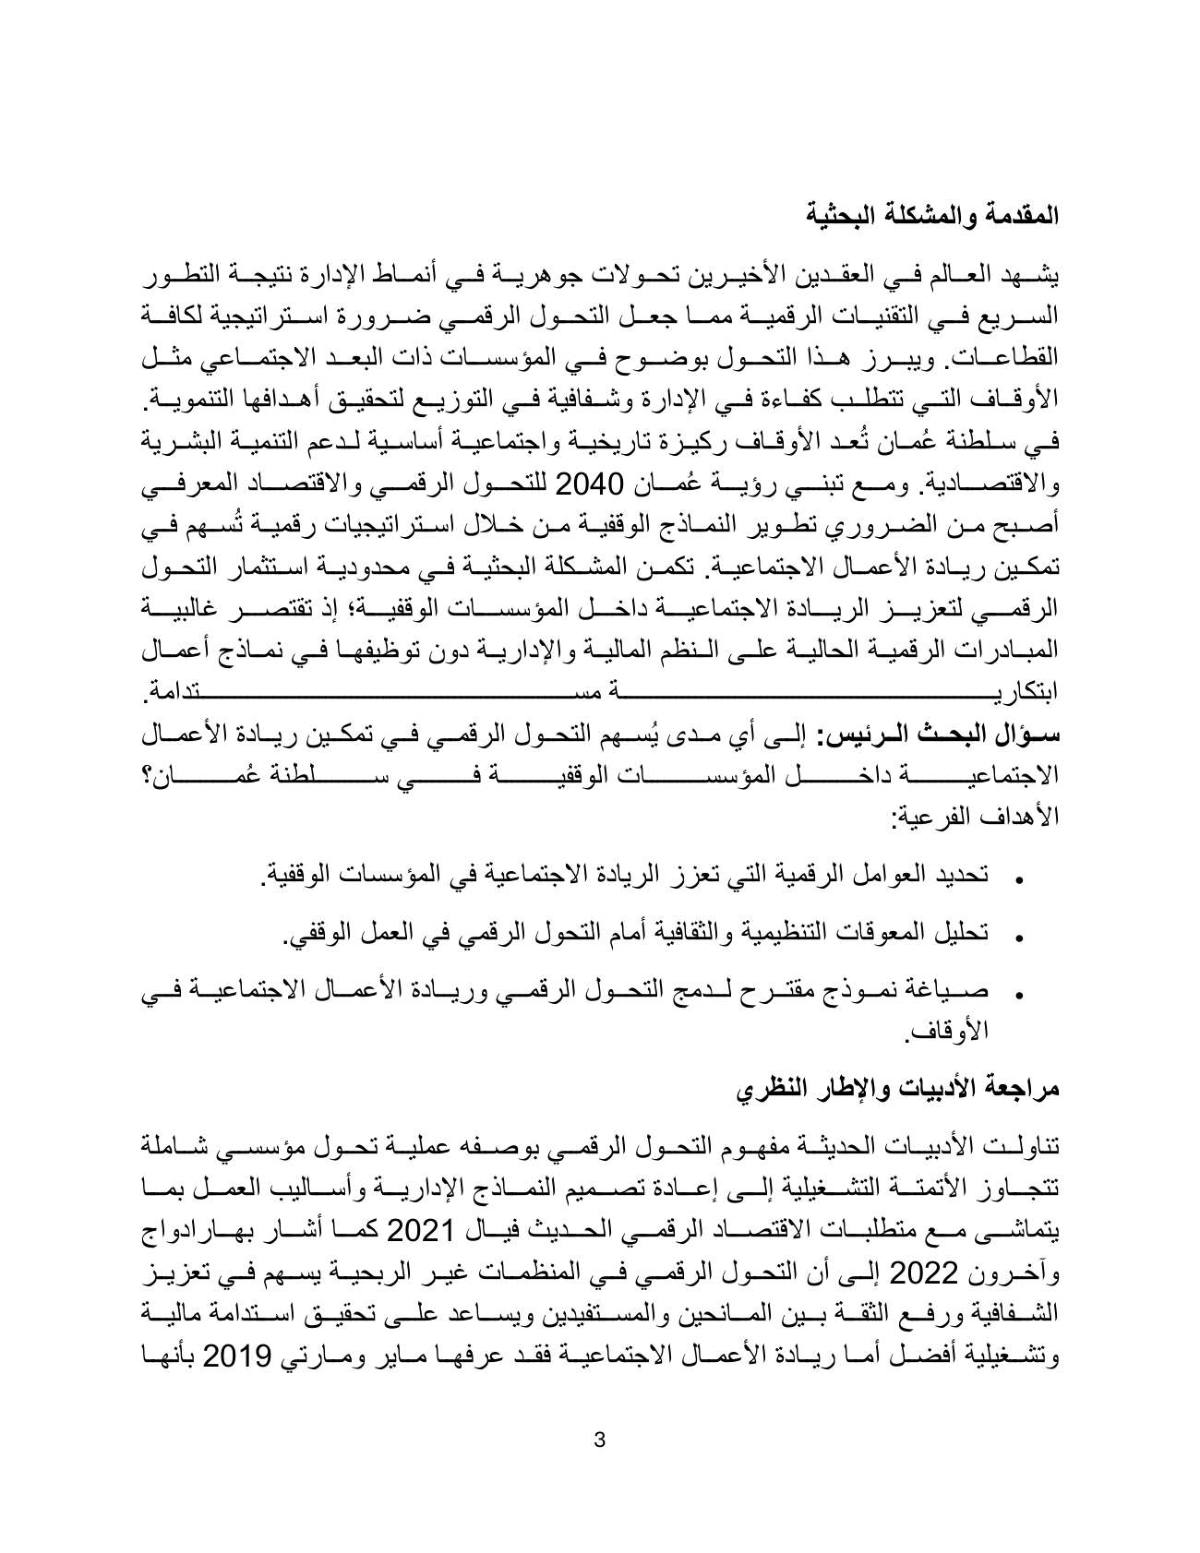 المقدمة والمشكلة البحثية
يشهد العالم في العقدين الأخيرين تحولات جوهرية في أنماط الإدارة نتيجة التطور
السريع في التقنيات الرقمية مما جعل التحول الرقمي ضرورة استراتيجية لكافة
القطاعات. ويبرز هذا التحول بوضوح في المؤسسات ذات البعد الاجتماعي مثل
الأوقاف التي تتطلب كفاءة في الإدارة وشفافية في التوزيع لتحقيق أهدافها التنموية.
في سلطنة عُمان تُعد الأوقاف ركيزة تاريخية واجتماعية أساسية لدعم التنمية البشرية
والاقتصادية. ومع تبني رؤية عُمان 2040 للتحول الرقمي والاقتصاد المعرفي
أصبح من الضروري تطوير النماذج الوقفية من خلال استراتيجيات رقمية تُسهم في
تمكين ريادة الأعمال الاجتماعية. تكمن المشكلة البحثية في محدودية استثمار التحول
الرقمي لتعزيز الريادة الاجتماعية داخل المؤسسات الوقفية؛ إذ تقتصر غالبية
المبادرات الرقمية الحالية على النظم المالية والإدارية دون توظيفها في نماذج أعمال
ابتكارية مستدامة.
سؤال البحث الرئيس: إلى أي مدى يُسهم التحول الرقمي في تمكين ريادة الأعمال
الاجتماعية داخل المؤسسات الوقفية في سلطنة عُمان؟
الأهداف الفرعية:
• تحديد العوامل الرقمية التي تعزز الريادة الاجتماعية في المؤسسات الوقفية.
• تحليل المعوقات التنظيمية والثقافية أمام التحول الرقمي في العمل الوقفي.
• صياغة نموذج مقترح لدمج التحول الرقمي وريادة الأعمال الاجتماعية في
الأوقاف.
مراجعة الأدبيات والإطار النظري
تناولت الأدبيات الحديثة مفهوم التحول الرقمي بوصفه عملية تحول مؤسسي شاملة
تتجاوز الأتمتة التشغيلية إلى إعادة تصميم النماذج الإدارية وأساليب العمل بما
يتماشى مع متطلبات الاقتصاد الرقمي الحديث فيال 2021 كما أشار بهارادواج
وآخرون 2022 إلى أن التحول الرقمي في المنظمات غير الربحية يسهم في تعزيز
الشفافية ورفع الثقة بين المانحين والمستفيدين ويساعد على تحقيق استدامة مالية
وتشغيلية أفضل أما ريادة الأعمال الاجتماعية فقد عرفها ماير ومارتي 2019 بأنها
3